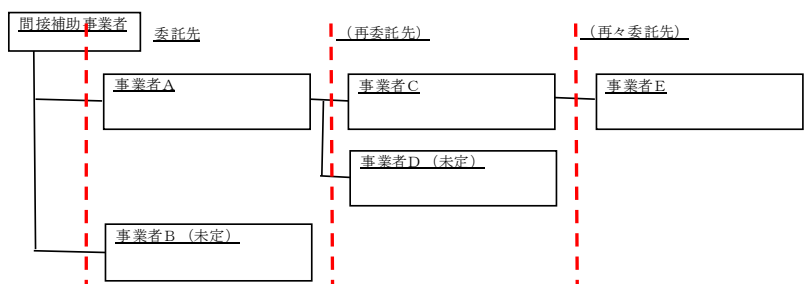 間接補助事業者
委託先
（再委託先）
（再々委託先）
事業者A
事業者C
事業者E
事業者D（未定）
事業者B（未定）